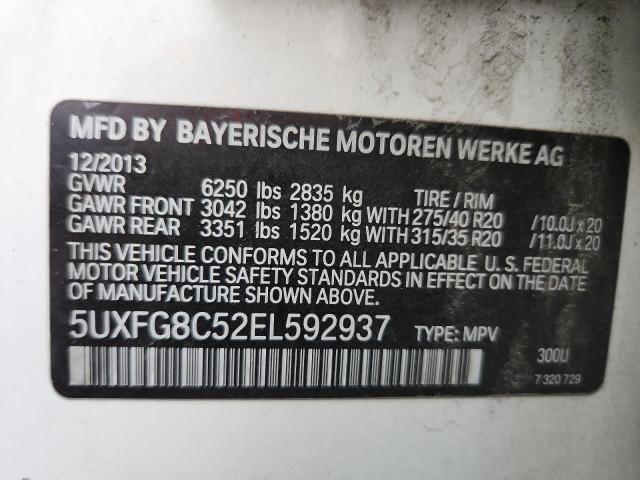 MFD BY BAYERISCHE MOTOREN WERKE AG
12/2013
GVWR 6250 lbs 2835 kg TIRE / RIM
GAWR FRONT 3042 lbs 1380 kg WITH 275/40 R20 /10.0J x 20
GAWR REAR 3351 lbs 1520 kg WITH 315/35 R20 /11.0J x 20
THIS VEHICLE CONFORMS TO ALL APPLICABLE U. S. FEDERAL
MOTOR VEHICLE SAFETY STANDARDS IN EFFECT ON THE DATE
OF MANUFACTURE SHOWN ABOVE.
5UXFG8C52EL592937 TYPE: MPV
300U
7 320 729